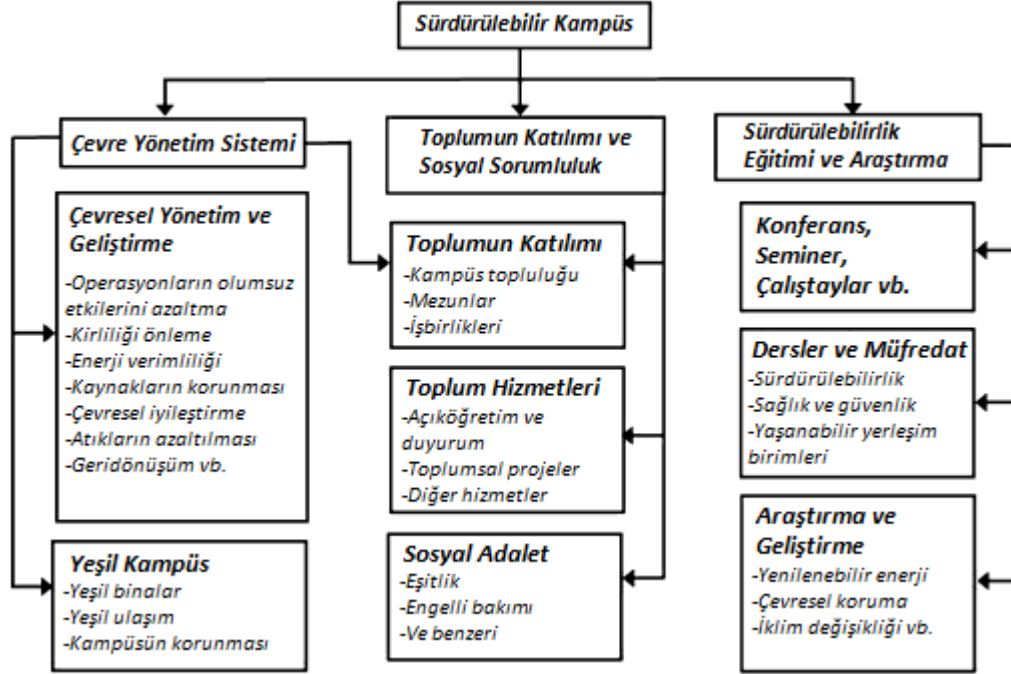 Sürdürülebilir Kampüs
Çevre Yönetim Sistemi
Çevresel Yönetim ve
Geliştirme
-Operasyonların olumsuz
etkilerini azaltma
-Kirliliği önleme
-Enerji verimliliği
-Kaynakların korunması
-Çevresel iyileştirme
-Atıkların azaltılması
-Geridönüşüm vb.
Yeşil Kampüs
-Yeşil binalar
-Yeşil ulaşım
-Kampüsün korunması
Toplumun Katılımı ve
Sosyal Sorumluluk
Toplumun Katılımı
-Kampüs topluluğu
-Mezunlar
-İşbirlikleri
Toplum Hizmetleri
-Açıköğretim ve
duyurum
-Toplumsal projeler
-Diğer hizmetler
Sosyal Adalet
-Eşitlik
-Engelli bakımı
-Ve benzeri
Sürdürülebilirlik
Eğitimi ve Araştırma
Konferans,
Seminer,
Çalıştaylar vb.
Dersler ve Müfredat
-Sürdürülebilirlik
-Sağlık ve güvenlik
-Yaşanabilir yerleşim
birimleri
Araştırma ve
Geliştirme
-Yenilenebilir enerji
-Çevresel koruma
-İklim değişikliği vb.